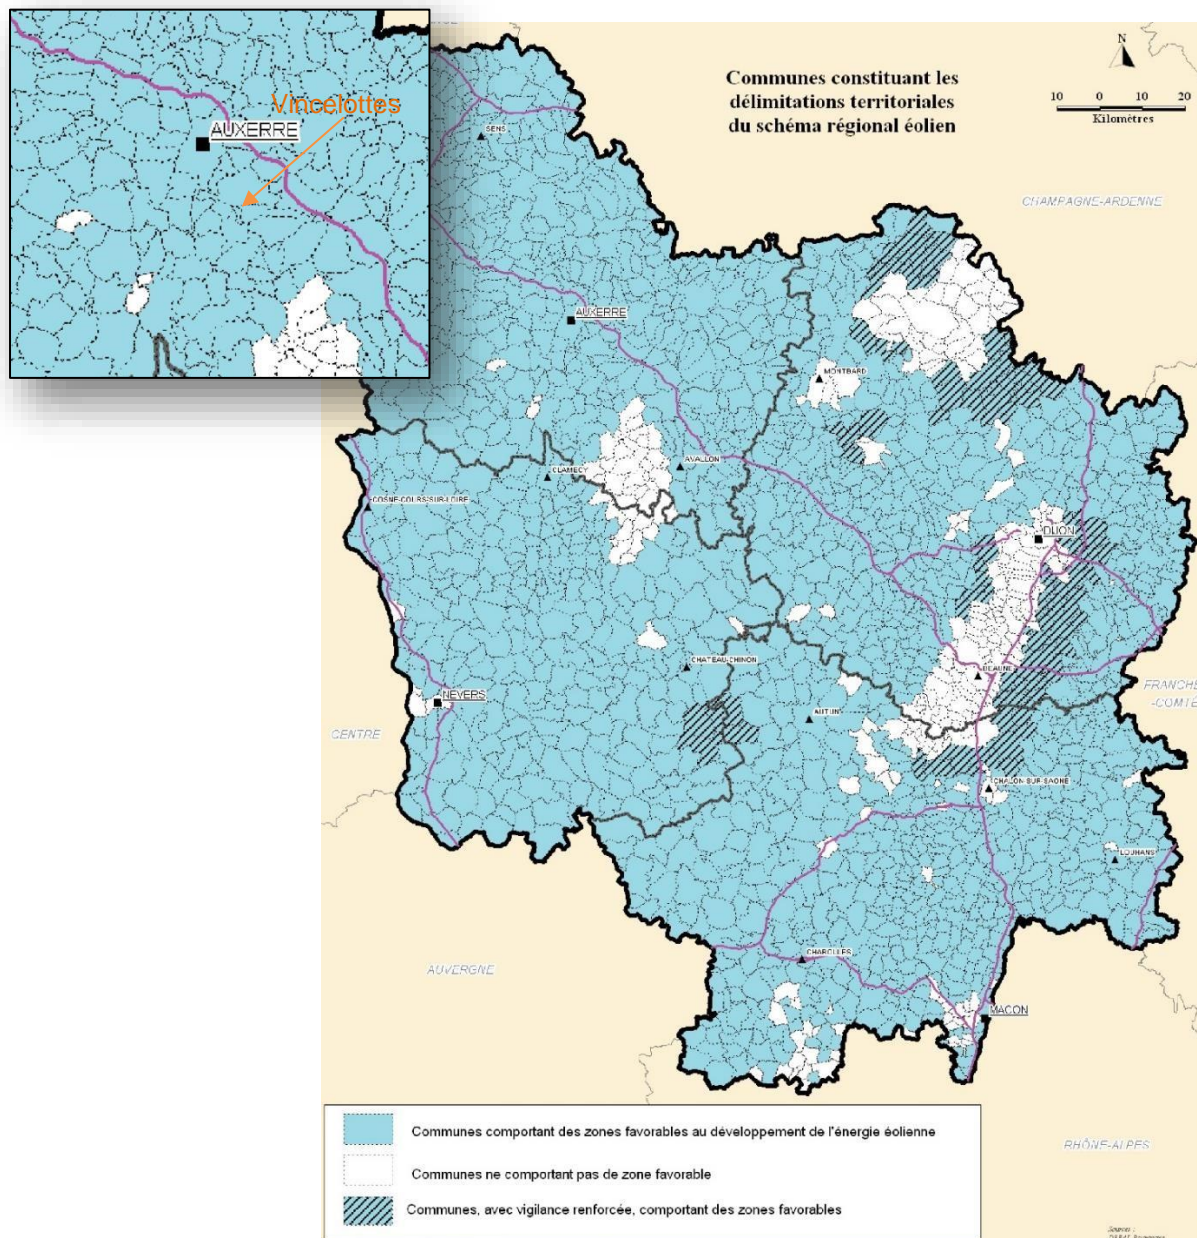 Vincelottes
AUXERRE
Communes constituant les
délimitations territoriales
du schéma régional éolien
N
10 0 10 20
Kilomètres
SENS
CHAMPAGNE-ARDENNE
AUXERRE
MONTBARD
AVALLON
CLAMECY
COSNE-COURS-SUR-LOIRE
DIJON
CHATEAU-CHINON
BEAUNE
NEVERS
AUTUN
FRANCHE
-COMTÉ
CENTRE
CHALON-SUR-SAONE
LOUHANS
CHAROLLES
AUVERGNE
MACON
RHÔNE-ALPES
Communes comportant des zones favorables au développement de l'énergie éolienne
Communes ne comportant pas de zone favorable
Communes, avec vigilance renforcée, comportant des zones favorables
Sources :